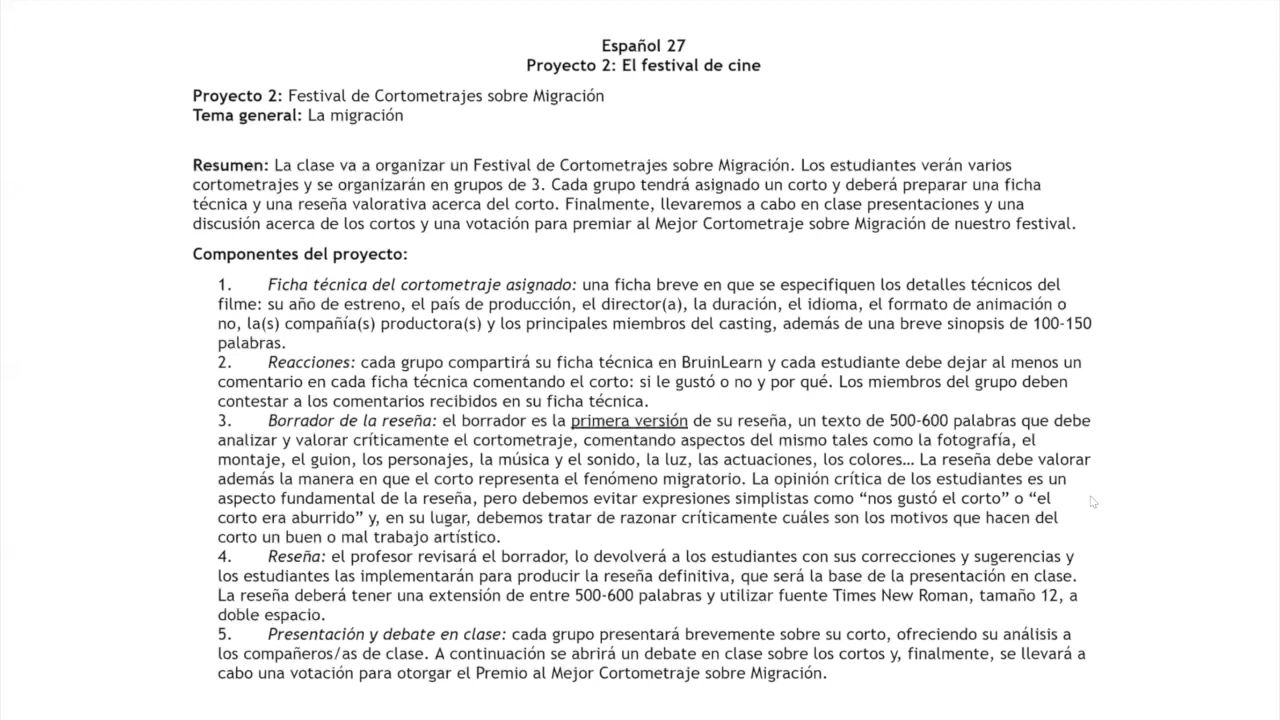 Español 27
Proyecto 2: El festival de cine
Proyecto 2: Festival de Cortometrajes sobre Migración
Tema general: La migración
Resumen: La clase va a organizar un Festival de Cortometrajes sobre Migración. Los estudiantes verán varios
cortometrajes y se organizarán en grupos de 3. Cada grupo tendrá asignado un corto y deberá preparar una ficha
técnica y una reseña valorativa acerca del corto. Finalmente, llevaremos a cabo en clase presentaciones y una
discusión acerca de los cortos y una votación para premiar al Mejor Cortometraje sobre Migración de nuestro festival.
Componentes del proyecto:
1. Ficha técnica del cortometraje asignado: una ficha breve en que se especifiquen los detalles técnicos del
filme: su año de estreno, el país de producción, el director(a), la duración, el idioma, el formato de animación o
no, la(s) compañía(s) productora(s) y los principales miembros del casting, además de una breve sinopsis de 100-150
palabras.
2. Reacciones: cada grupo compartirá su ficha técnica en BruinLearn y cada estudiante debe dejar al menos un
comentario en cada ficha técnica comentando el corto: si le gustó o no y por qué. Los miembros del grupo deben
contestar a los comentarios recibidos en su ficha técnica.
3. Borrador de la reseña: el borrador es la primera versión de su reseña, un texto de 500-600 palabras que debe
analizar y valorar críticamente el cortometraje, comentando aspectos del mismo tales como la fotografía, el
montaje, el guion, los personajes, la música y el sonido, la luz, las actuaciones, los colores… La reseña debe valorar
además la manera en que el corto representa el fenómeno migratorio. La opinión crítica de los estudiantes es un
aspecto fundamental de la reseña, pero debemos evitar expresiones simplistas como “nos gustó el corto” o “el
corto era aburrido” y, en su lugar, debemos tratar de razonar críticamente cuáles son los motivos que hacen del
corto un buen o mal trabajo artístico.
4. Reseña: el profesor revisará el borrador, lo devolverá a los estudiantes con sus correcciones y sugerencias y
los estudiantes las implementarán para producir la reseña definitiva, que será la base de la presentación en clase.
La reseña deberá tener una extensión de entre 500-600 palabras y utilizar fuente Times New Roman, tamaño 12, a
doble espacio.
5. Presentación y debate en clase: cada grupo presentará brevemente sobre su corto, ofreciendo su análisis a
los compañeros/as de clase. A continuación se abrirá un debate en clase sobre los cortos y, finalmente, se llevará a
cabo una votación para otorgar el Premio al Mejor Cortometraje sobre Migración.